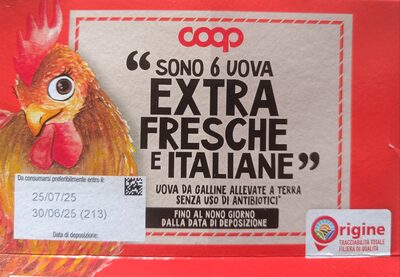 coop
“SONO 6 UOVA
EXTRA
FRESCHE
E ITALIANE”
UOVA DA GALLINE ALLEVATE A TERRA
SENZA USO DI ANTIBIOTICI*
FINO AL NONO GIORNO
DALLA DATA DI DEPOSIZIONE
Da consumarsi preferibilmente entro il:
25/07/25
30/06/25 (213)
Data di deposizione:
Origine
TRACCIABILITÀ TOTALE
FILIERA DI QUALITÀ